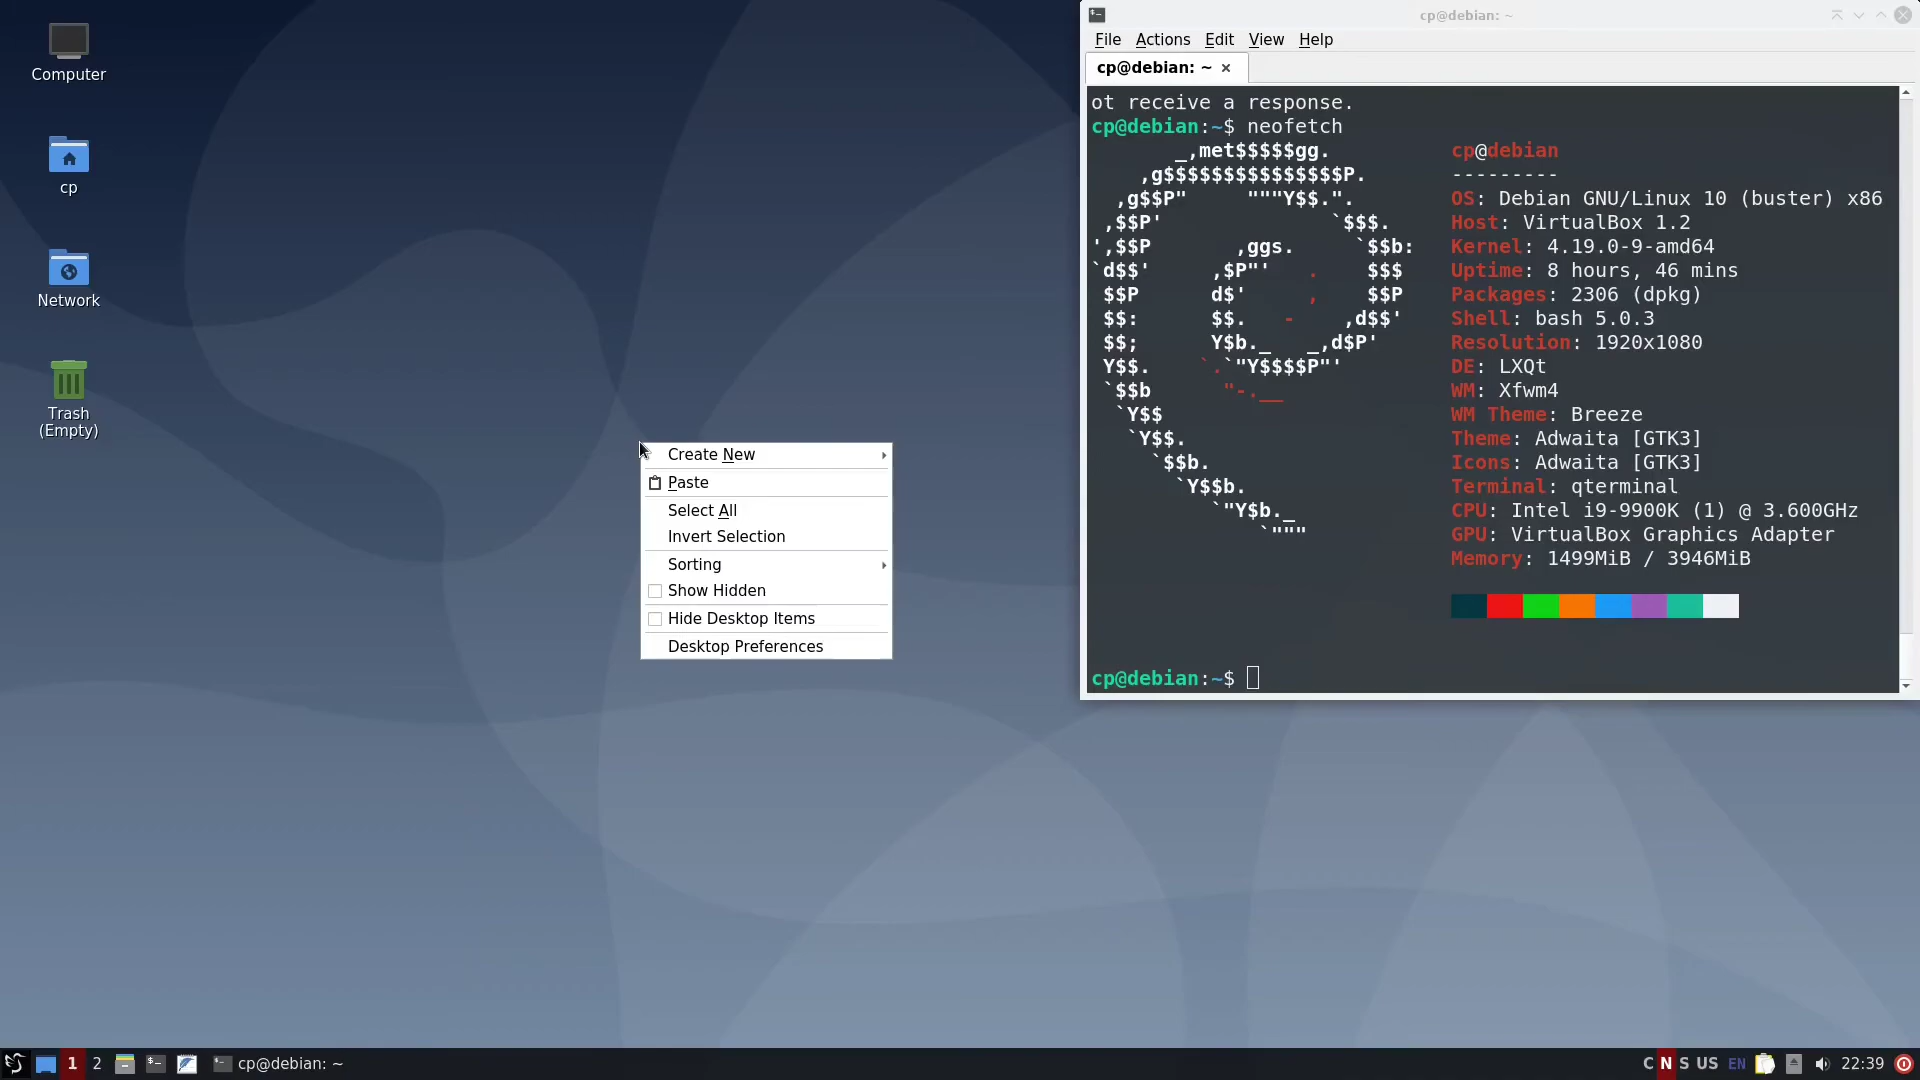 Computer
cp
Network
Trash
(Empty)
Create New
Paste
Select All
Invert Selection
Sorting
Show Hidden
Hide Desktop Items
Desktop Preferences
cp@debian: ~
File Actions Edit View Help
cp@debian: ~ ×
ot receive a response.
cp@debian:~$ neofetch
       _,met$$$$$gg.           cp@debian
    ,g$$$$$$$$$$$$$$$P.        ---------
  ,g$$P"     """Y$$.".         OS: Debian GNU/Linux 10 (buster) x86
 ,$$P'              `$$$.      Host: VirtualBox 1.2
',$$P       ,ggs.     `$$b:    Kernel: 4.19.0-9-amd64
`d$$'     ,$P"'   .    $$$     Uptime: 8 hours, 46 mins
 $$P      d$'     ,    $$P     Packages: 2306 (dpkg)
 $$:      $$.   -    ,d$$'     Shell: bash 5.0.3
 $$;      Y$b._   _,d$P'       Resolution: 1920x1080
 Y$$.    `.`"Y$$$$P"'          DE: LXQt
 `$$b      "-.__               WM: Xfwm4
  `Y$$                         WM Theme: Breeze
   `Y$$.                       Theme: Adwaita [GTK3]
     `$$b.                     Icons: Adwaita [GTK3]
       `Y$$b.                  Terminal: qterminal
          `"Y$b._              CPU: Intel i9-9900K (1) @ 3.600GHz
              `"""             GPU: VirtualBox Graphics Adapter
                               Memory: 1499MiB / 3946MiB
cp@debian:~$
1 2 cp@debian: ~ C N S US EN 22:39